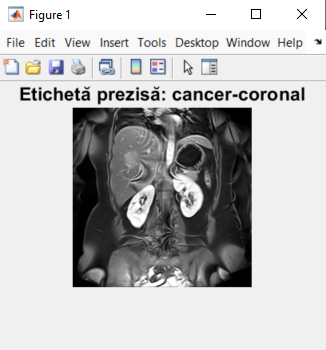 Figure 1
File Edit View Insert Tools Desktop Window Help
Etichetă prezisă: cancer-coronal